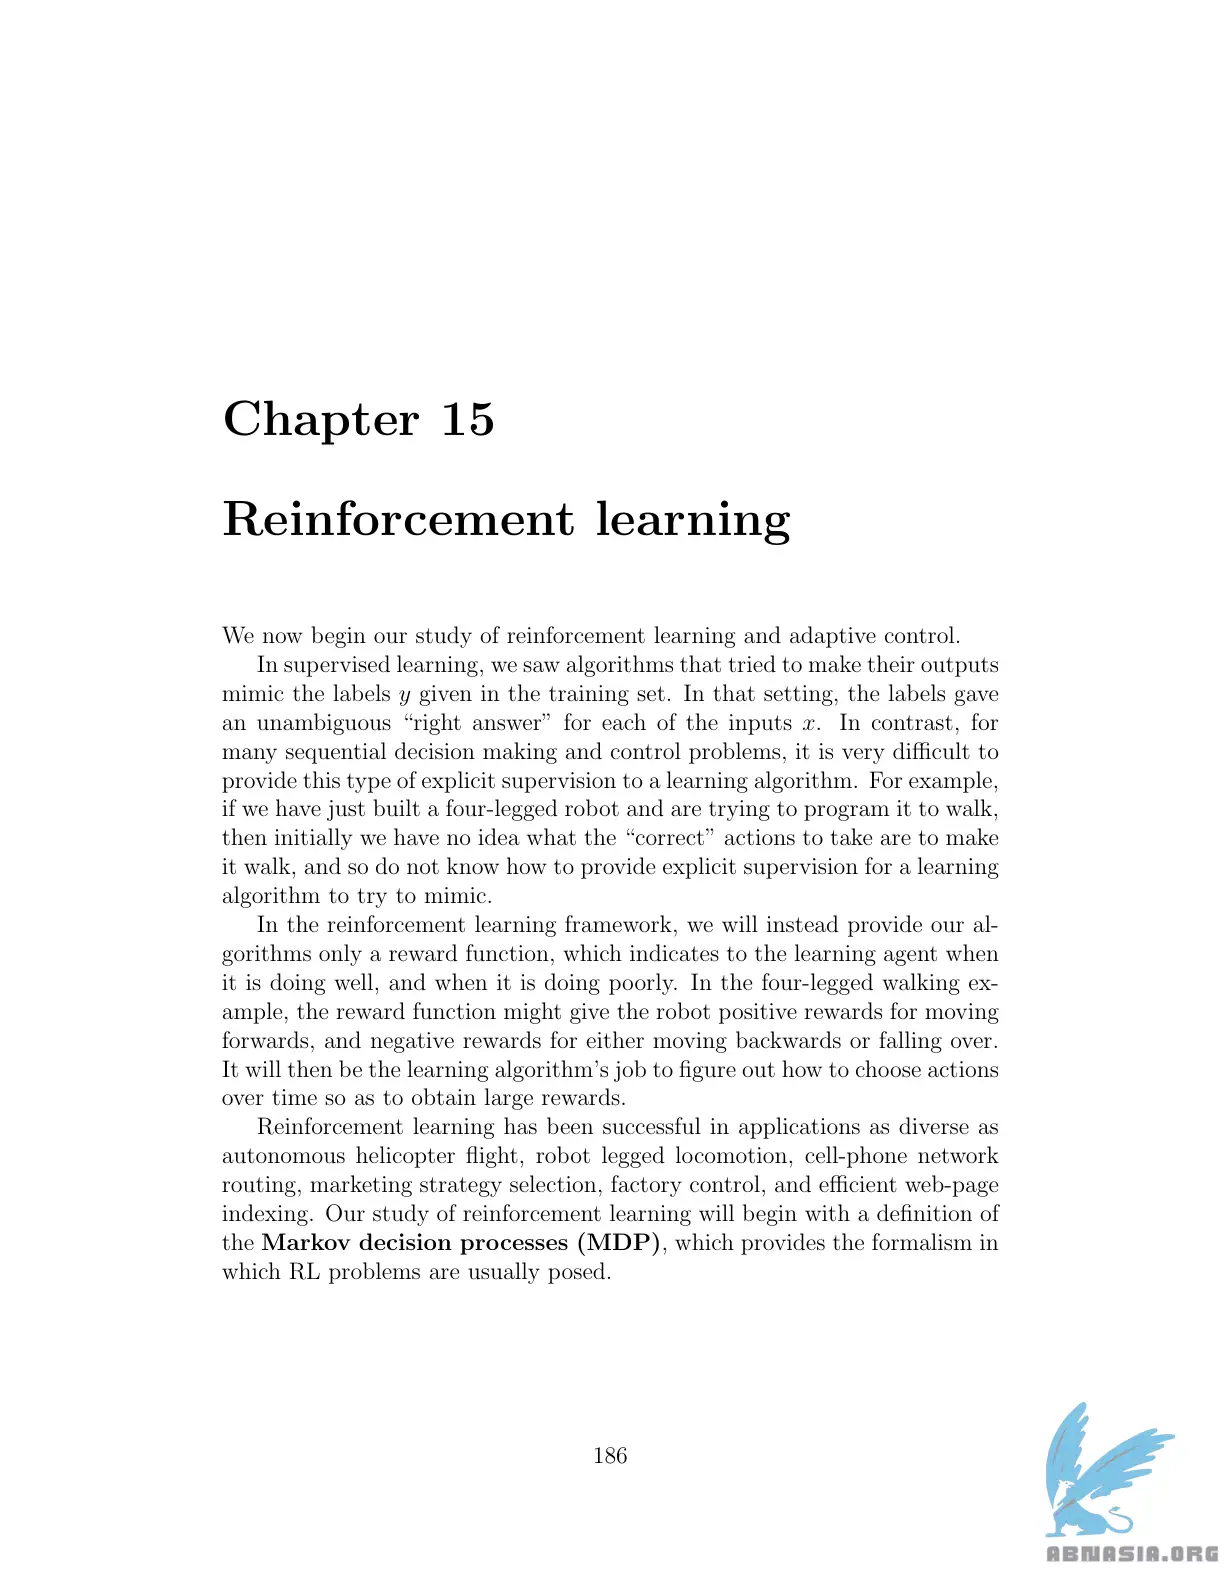 Chapter 15
Reinforcement learning
We now begin our study of reinforcement learning and adaptive control.
In supervised learning, we saw algorithms that tried to make their outputs
mimic the labels y given in the training set. In that setting, the labels gave
an unambiguous “right answer” for each of the inputs x. In contrast, for
many sequential decision making and control problems, it is very difficult to
provide this type of explicit supervision to a learning algorithm. For example,
if we have just built a four-legged robot and are trying to program it to walk,
then initially we have no idea what the “correct” actions to take are to make
it walk, and so do not know how to provide explicit supervision for a learning
algorithm to try to mimic.
In the reinforcement learning framework, we will instead provide our al-
gorithms only a reward function, which indicates to the learning agent when
it is doing well, and when it is doing poorly. In the four-legged walking ex-
ample, the reward function might give the robot positive rewards for moving
forwards, and negative rewards for either moving backwards or falling over.
It will then be the learning algorithm’s job to figure out how to choose actions
over time so as to obtain large rewards.
Reinforcement learning has been successful in applications as diverse as
autonomous helicopter flight, robot legged locomotion, cell-phone network
routing, marketing strategy selection, factory control, and efficient web-page
indexing. Our study of reinforcement learning will begin with a definition of
the Markov decision processes (MDP), which provides the formalism in
which RL problems are usually posed.
186
ABNASIA.ORG